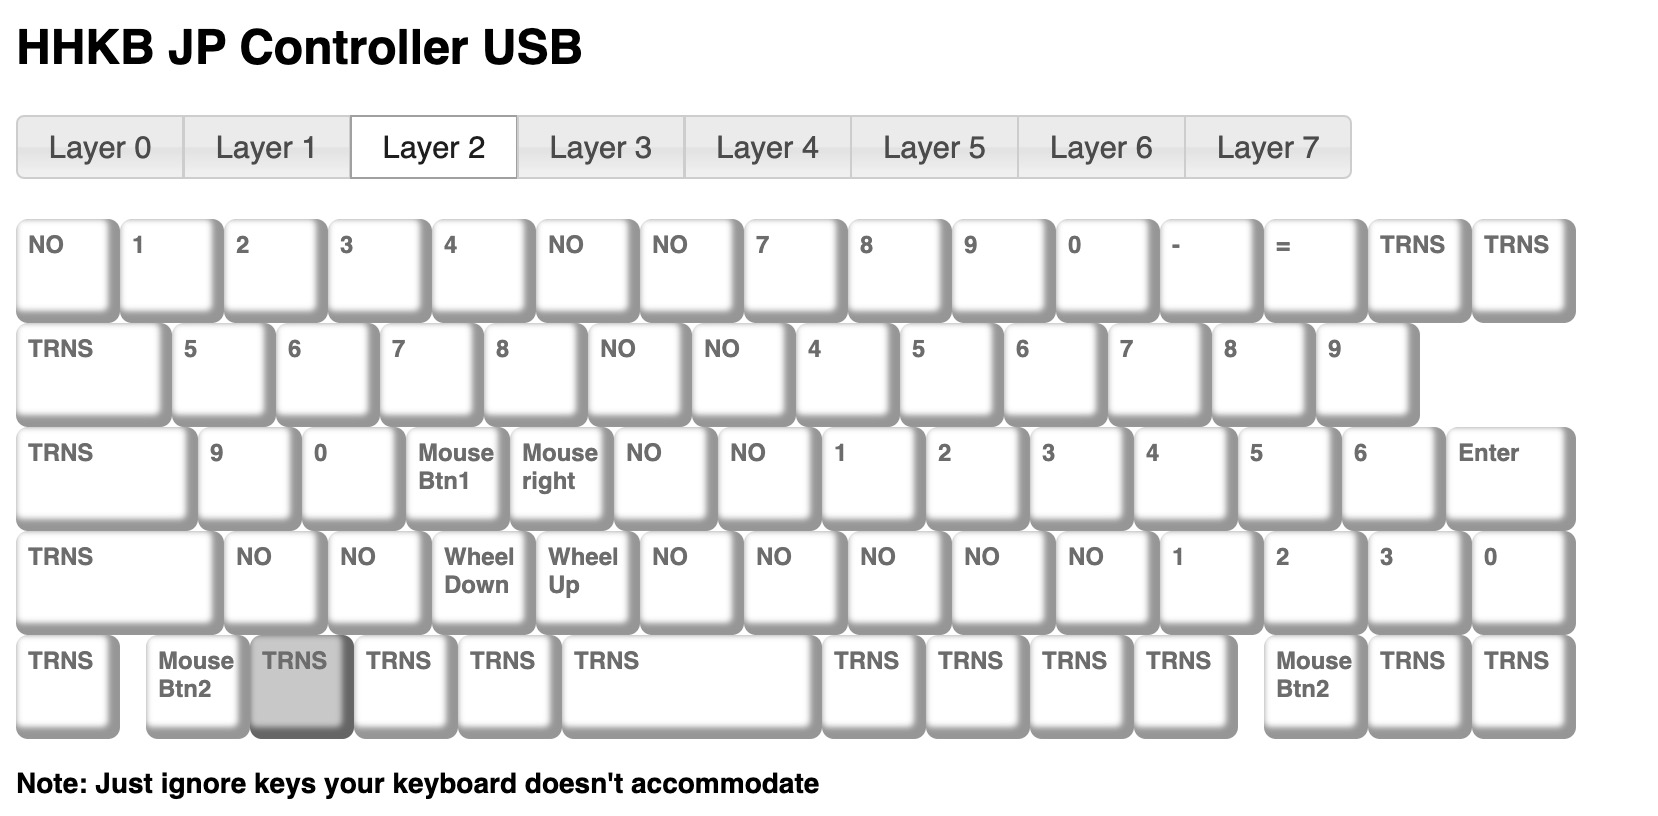 HHKB JP Controller USB
Layer 0 Layer 1 Layer 2 Layer 3 Layer 4 Layer 5 Layer 6 Layer 7
NO 1 2 3 4 NO NO 7 8 9 0 - = TRNS TRNS
TRNS 5 6 7 8 NO NO 4 5 6 7 8 9
TRNS 9 0 Mouse Btn1 Mouse right NO NO 1 2 3 4 5 6 Enter
TRNS NO NO Wheel Down Wheel Up NO NO NO NO NO 1 2 3 0
TRNS Mouse Btn2 TRNS TRNS TRNS TRNS TRNS TRNS TRNS TRNS Mouse Btn2 TRNS TRNS
Note: Just ignore keys your keyboard doesn't accommodate